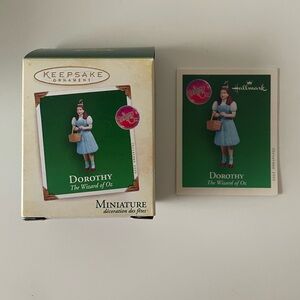 KEEPSAKE
ORNAMENT
DOROTHY
The Wizard of Oz
MINIATURE
décoration des fêtes
Hallmark
DOROTHY
The Wizard of Oz